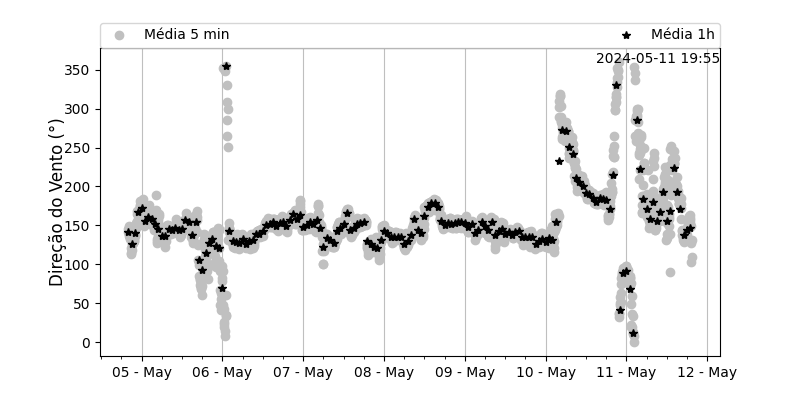 Média 5 min
Média 1h
2024-05-11 19:55
Direção do Vento (°)
350
300
250
200
150
100
50
0
05 - May
06 - May
07 - May
08 - May
09 - May
10 - May
11 - May
12 - May